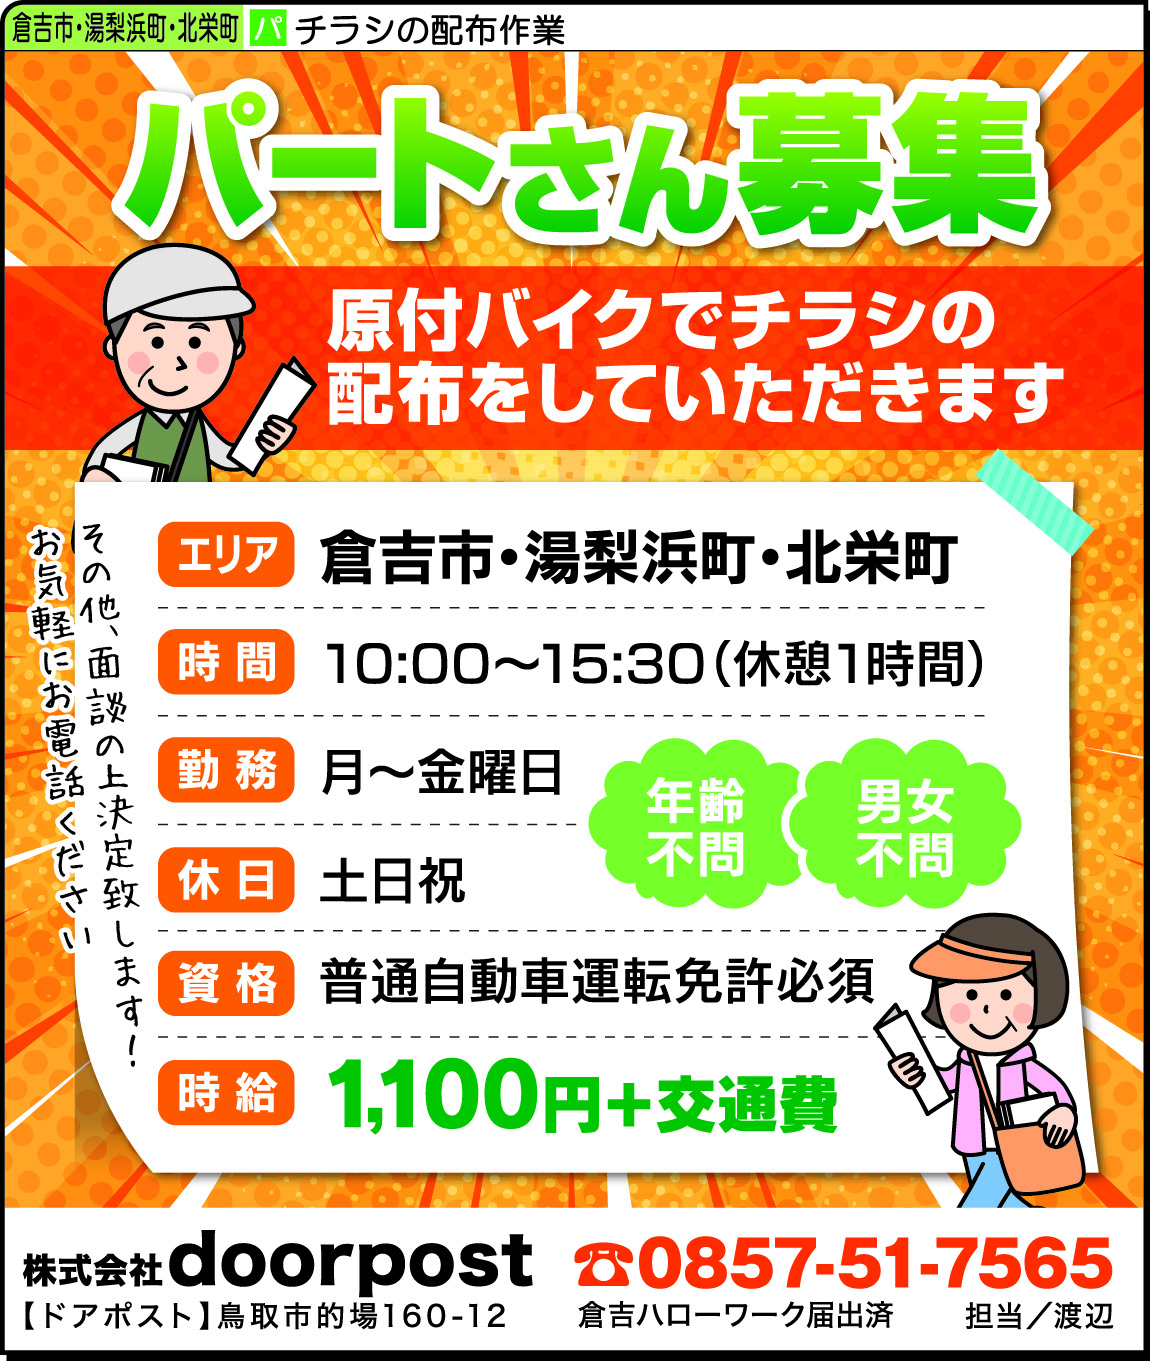 倉吉市・湯梨浜町・北栄町 パ チラシの配布作業
パートさん募集
原付バイクでチラシの
配布をしていただきます
エリア 倉吉市・湯梨浜町・北栄町
時間 10:00〜15:30(休憩1時間)
勤務 月〜金曜日
休日 土日祝
資格 普通自動車運転免許必須
時給 1,100円+交通費
年齢
不問
男女
不問
その他、面談の上決定致します!
お気軽にお電話ください
株式会社doorpost
【ドアポスト】鳥取市的場160-12
☎0857-51-7565
倉吉ハローワーク届出済 担当／渡辺